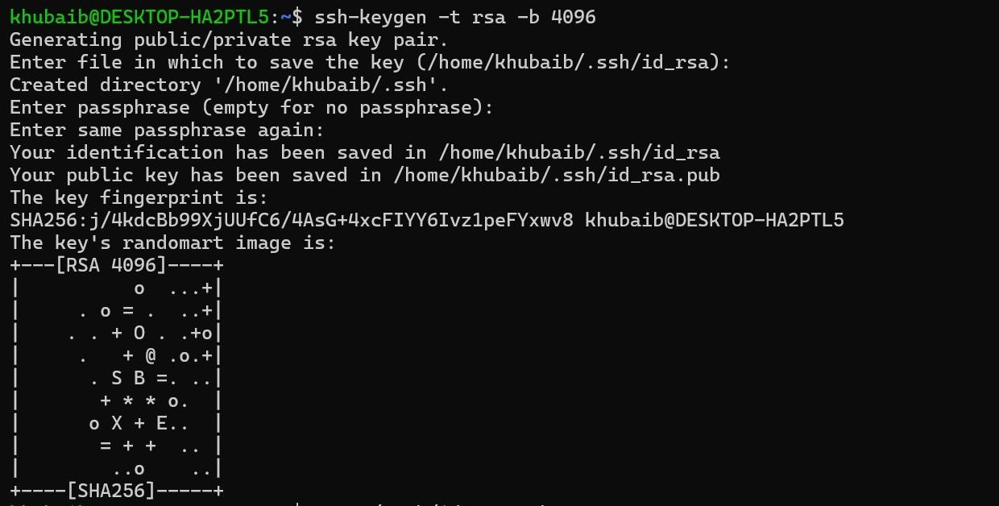 khubaib@DESKTOP-HA2PTL5:~$ ssh-keygen -t rsa -b 4096
Generating public/private rsa key pair.
Enter file in which to save the key (/home/khubaib/.ssh/id_rsa):
Created directory '/home/khubaib/.ssh'.
Enter passphrase (empty for no passphrase):
Enter same passphrase again:
Your identification has been saved in /home/khubaib/.ssh/id_rsa
Your public key has been saved in /home/khubaib/.ssh/id_rsa.pub
The key fingerprint is:
SHA256:j/4kdcBb99XjUUfC6/4AsG+4xcFIYY6Ivz1peFYxwv8 khubaib@DESKTOP-HA2PTL5
The key's randomart image is:
+---[RSA 4096]----+
|          o  ...+|
|     . o = .  ..+|
|    . . + O . .+o|
|     .   + @ .o.+|
|      . S B =. ..|
|       + * * o.  |
|      o X + E..  |
|       = + +  .. |
|        ..o    ..|
+----[SHA256]-----+